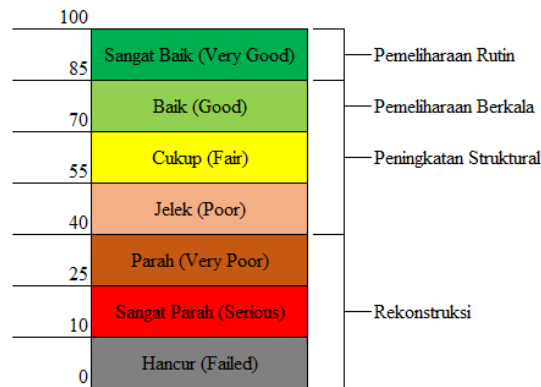 100
Sangat Baik (Very Good)
Pemeliharaan Rutin
85
Baik (Good)
Pemeliharaan Berkala
70
Cukup (Fair)
Peningkatan Struktural
55
Jelek (Poor)
40
Parah (Very Poor)
25
Sangat Parah (Serious)
Rekonstruksi
10
Hancur (Failed)
0